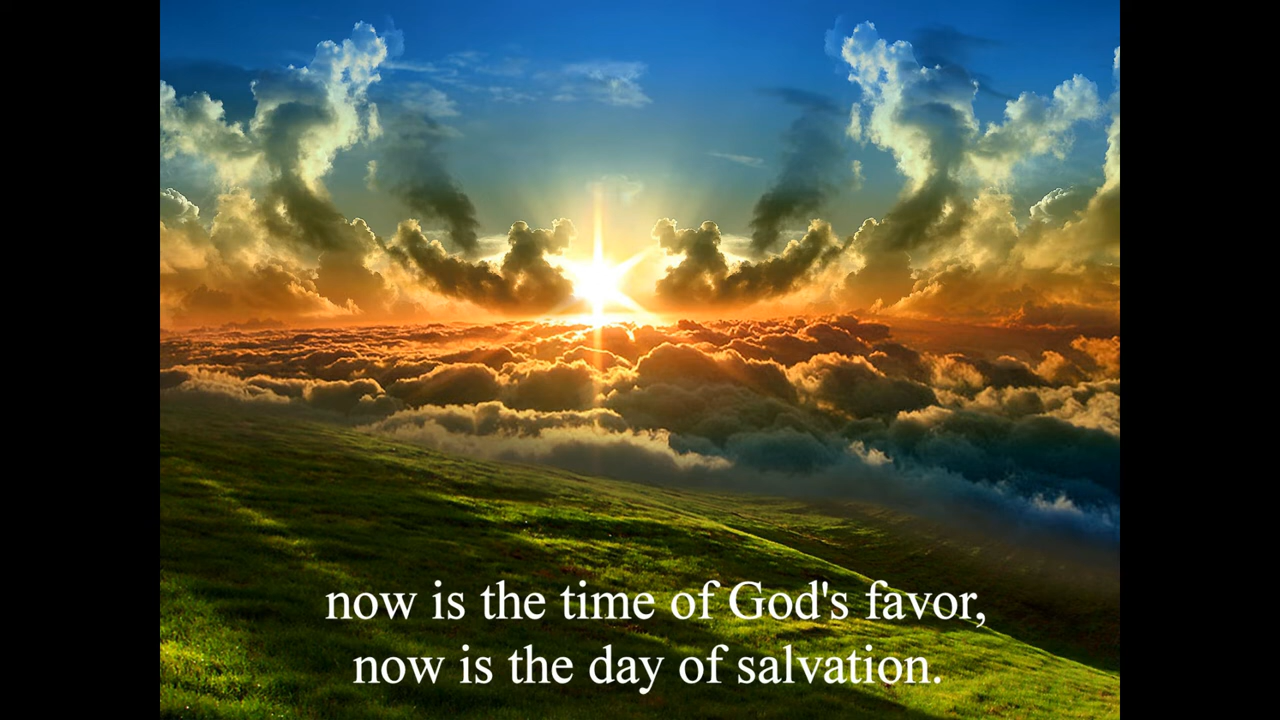 now is the time of God's favor,
now is the day of salvation.